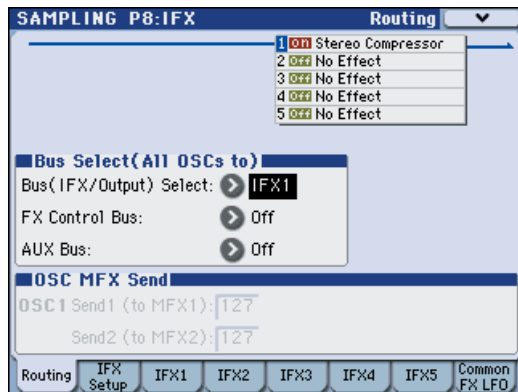 SAMPLING P8:IFX Routing
1 On Stereo Compressor
2 Off No Effect
3 Off No Effect
4 Off No Effect
5 Off No Effect
Bus Select(All OSCs to)
Bus(IFX/Output) Select: IFX1
FX Control Bus: Off
AUX Bus: Off
OSC MFX Send
OSC1 Send1 (to MFX1): 127
Send2 (to MFX2): 127
Routing IFX Setup IFX1 IFX2 IFX3 IFX4 IFX5 Common FX LFO